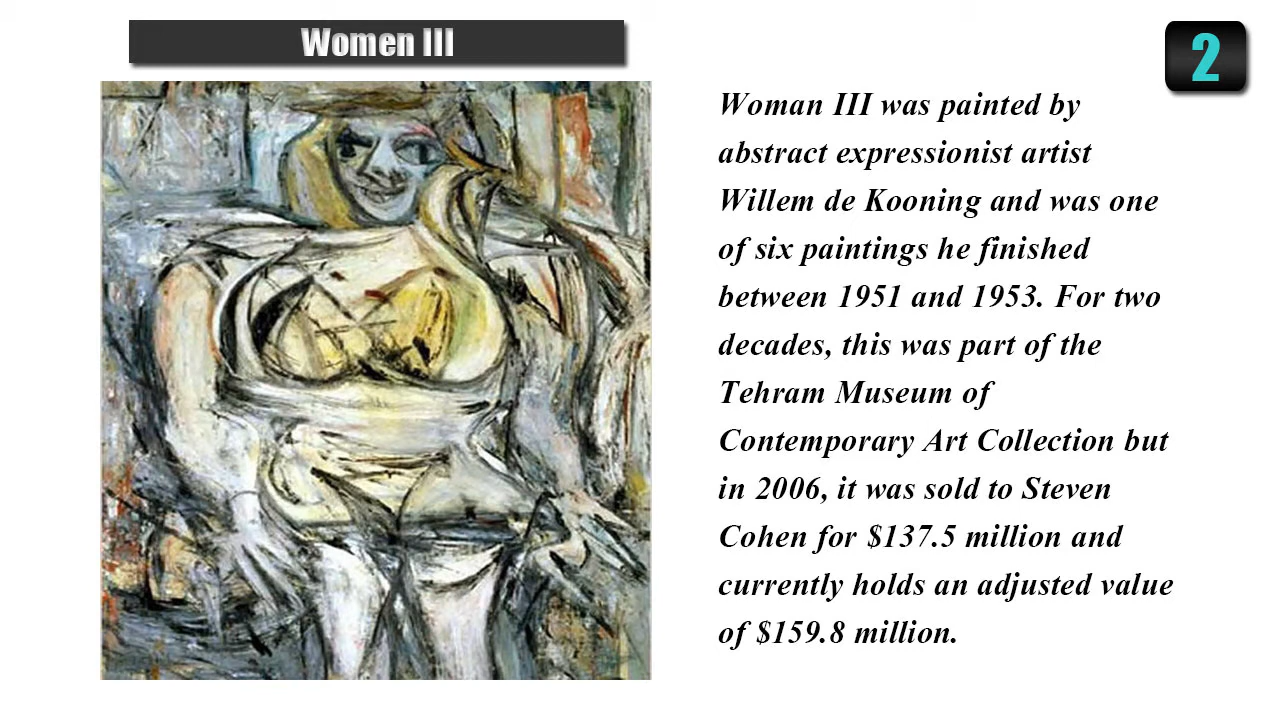 Women III
2
Woman III was painted by
abstract expressionist artist
Willem de Kooning and was one
of six paintings he finished
between 1951 and 1953. For two
decades, this was part of the
Tehram Museum of
Contemporary Art Collection but
in 2006, it was sold to Steven
Cohen for $137.5 million and
currently holds an adjusted value
of $159.8 million.